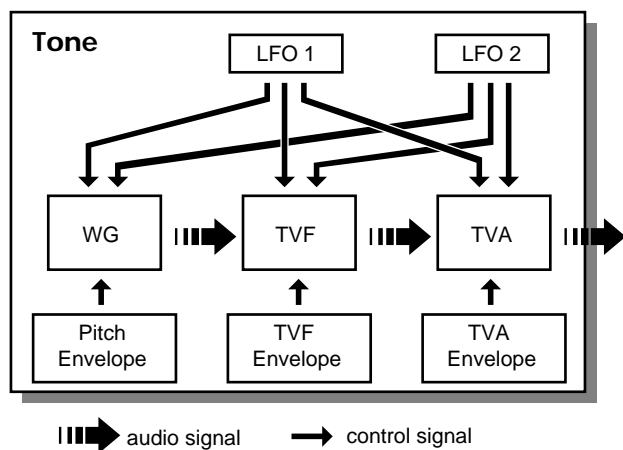 Tone
LFO 1
LFO 2
WG
TVF
TVA
Pitch
Envelope
TVF
Envelope
TVA
Envelope
audio signal
control signal